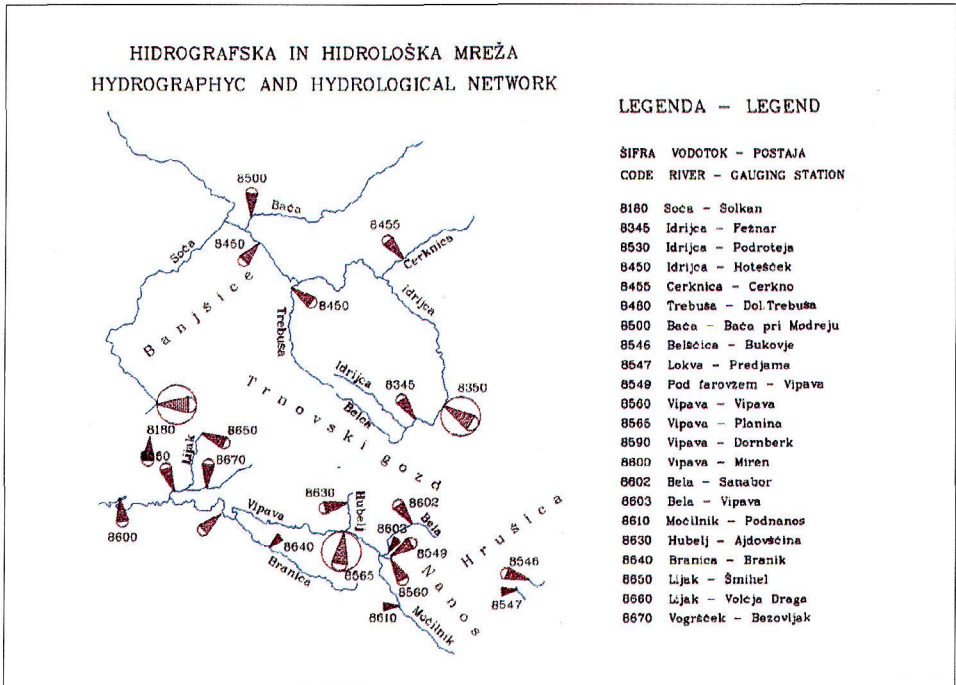 HIDROGRAFSKA IN HIDROLOŠKA MREŽA
HYDROGRAPHYC AND HYDROLOGICAL NETWORK
LEGENDA – LEGEND
ŠIFRA VODOTOK – POSTAJA
CODE RIVER – GAUGING STATION
8180 Soča – Solkan
8345 Idrijca – Fežnar
8530 Idrijca – Podroteja
8450 Idrijca – Hotešček
8455 Cerknica – Cerkno
8480 Trebuša – Dol.Trebuša
8500 Bača – Bača pri Modreju
8546 Belščica – Bukovje
8547 Lokva – Predjama
8549 Pod farovžem – Vipava
8560 Vipava – Vipava
8565 Vipava – Planina
8590 Vipava – Dornberk
8600 Vipava – Miren
8602 Bela – Sanabor
8603 Bela – Vipava
8610 Močilnik – Podnanos
8630 Hubelj – Ajdovščina
8640 Branica – Branik
8650 Lijak – Šmihel
8660 Lijak – Volčja Draga
8670 Vogršček – Bezovljak
8500
Bača
8455
Cerknica
Soča
8460
Idrijca
8450
Banjšice
Trebuša
Idrijca
8345
8350
Belca
Trnovski gozd
8180
Lijak
8650
8670
8600
Vipava
8630
Hubelj
8602
Bela
8603
8549
Hrušica
8640
Branica
8565
8560
Nanos
8546
8547
8610
Močilnik